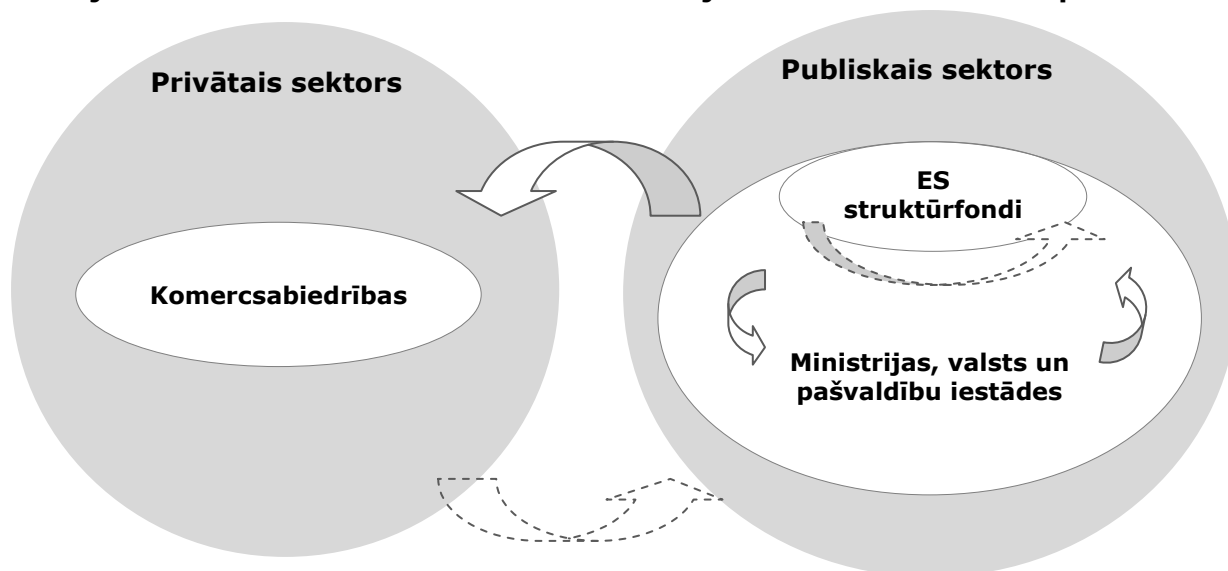 Privātais sektors
Publiskais sektors
ES
struktūrfondi
Komercsabiedrības
Ministrijas, valsts un
pašvaldību iestādes